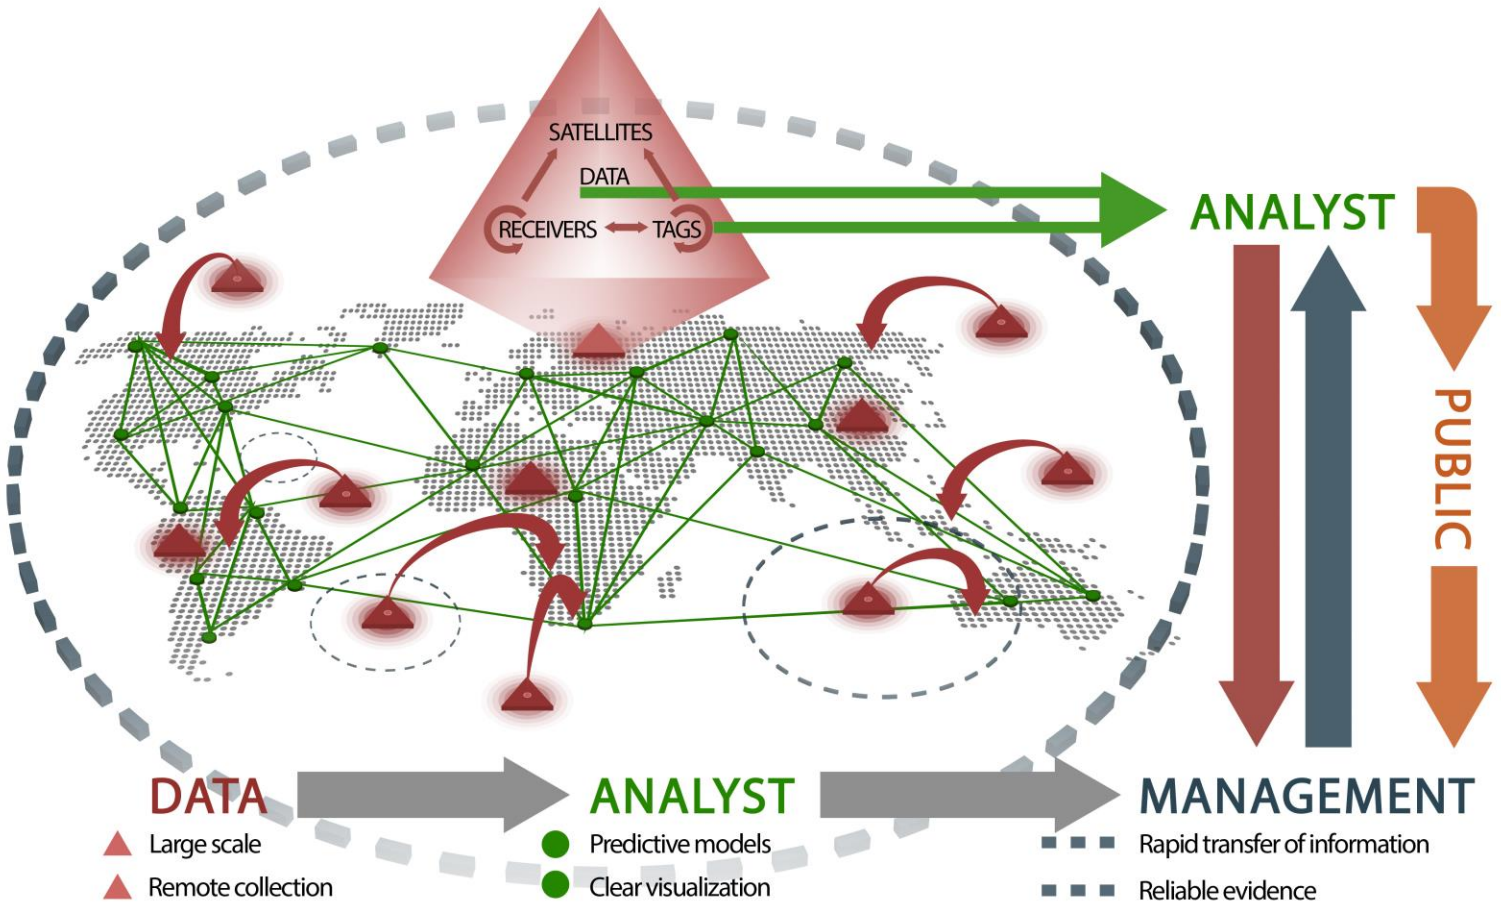 SATELLITES
DATA
RECEIVERS
TAGS
ANALYST
PUBLIC
DATA
ANALYST
MANAGEMENT
Large scale
Predictive models
Rapid transfer of information
Remote collection
Clear visualization
Reliable evidence